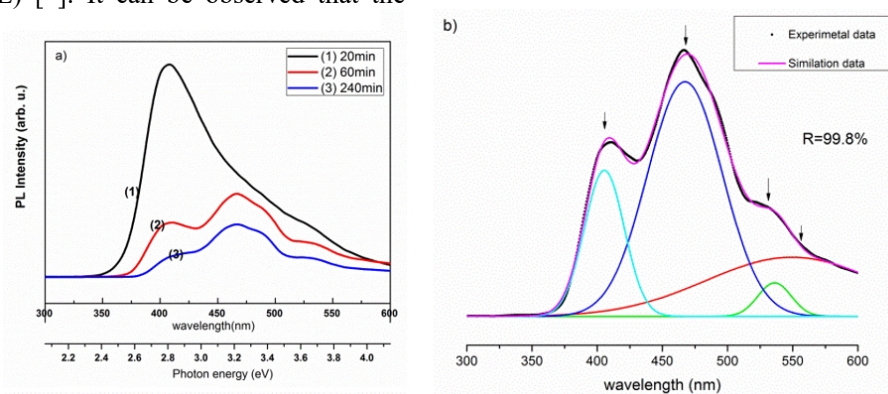 [ ]. It can be observed that the
a)
(1) 20min
(2) 60min
(3) 240min
PL Intensity (arb. u.)
(1)
(2)
(3)
300 350 400 450 500 550 600
wavelength(nm)
2.2 2.4 2.6 2.8 3.0 3.2 3.4 3.6 3.8 4.0
Photon energy (eV)
b)
Experimetal data
Similation data
R=99.8%
300 350 400 450 500 550 600
wavelength (nm)